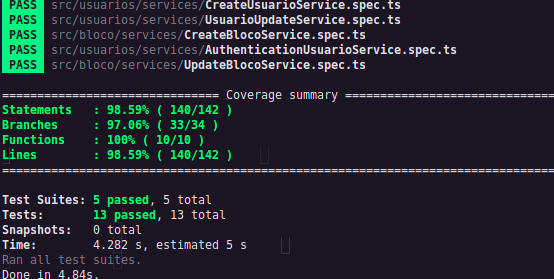 PASS src/usuarios/services/CreateUsuarioService.spec.ts
PASS src/usuarios/services/UsuarioUpdateService.spec.ts
PASS src/bloco/services/CreateBlocoService.spec.ts
PASS src/usuarios/services/AuthenticationUsuarioService.spec.ts
PASS src/bloco/services/UpdateBlocoService.spec.ts
=============================== Coverage summary ===============================
Statements   : 98.59% ( 140/142 )
Branches     : 97.06% ( 33/34 )
Functions    : 100% ( 10/10 )
Lines        : 98.59% ( 140/142 )
================================================================================
Test Suites: 5 passed, 5 total
Tests:       13 passed, 13 total
Snapshots:   0 total
Time:        4.282 s, estimated 5 s
Ran all test suites.
Done in 4.84s.